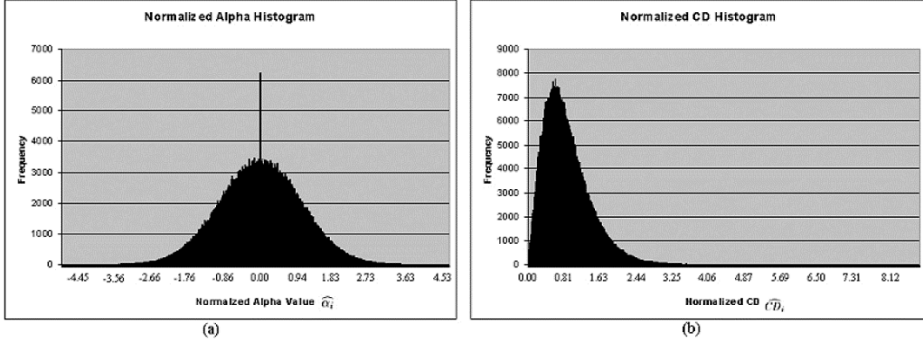 Normalized Alpha Histogram
7000
6000
5000
4000
3000
2000
1000
0
Frequency
-4.45 -3.56 -2.66 -1.76 -0.86 0.00 0.94 1.83 2.73 3.63 4.53
Normalized Alpha Value α̂i
(a)
Normalized CD Histogram
9000
8000
7000
6000
5000
4000
3000
2000
1000
0
Frequency
0.00 0.81 1.63 2.44 3.25 4.06 4.87 5.69 6.50 7.31 8.12
Normalized CD ĈDi
(b)